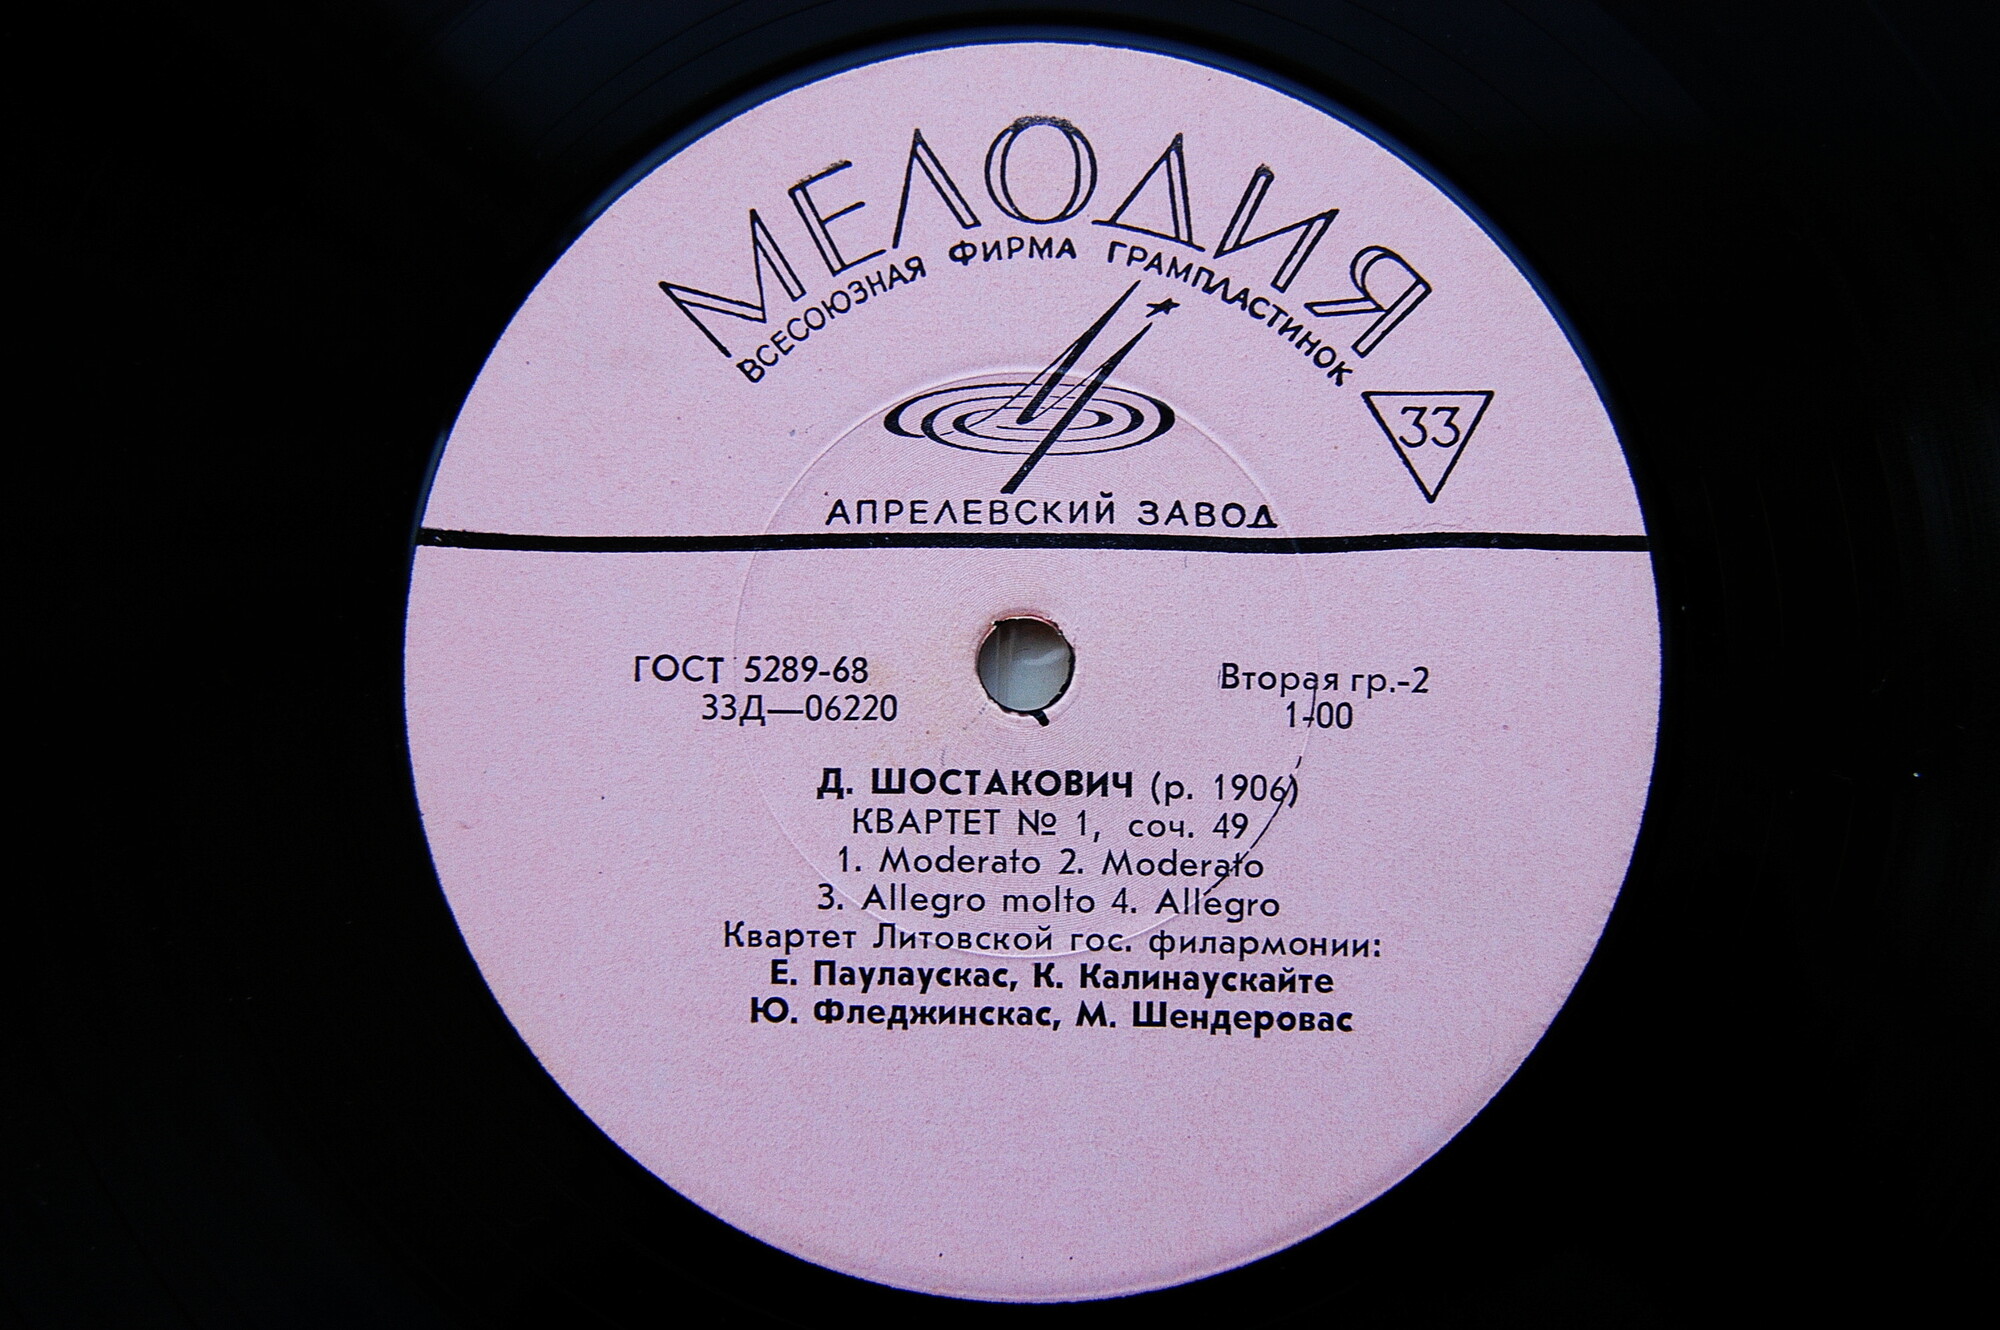 МЕЛОДИЯ
ВСЕСОЮЗНАЯ ФИРМА ГРАМПЛАСТИНОК
33
АПРЕЛЕВСКИЙ ЗАВОД
ГОСТ 5289-68
33Д—06220
Вторая гр.-2
1-00
Д. ШОСТАКОВИЧ (р. 1906)
КВАРТЕТ № 1, соч. 49
1. Moderato 2. Moderato
3. Allegro molto 4. Allegro
Квартет Литовской гос. филармонии:
Е. Паулаускас, К. Калинаускайте
Ю. Фледжинскас, М. Шендеровас